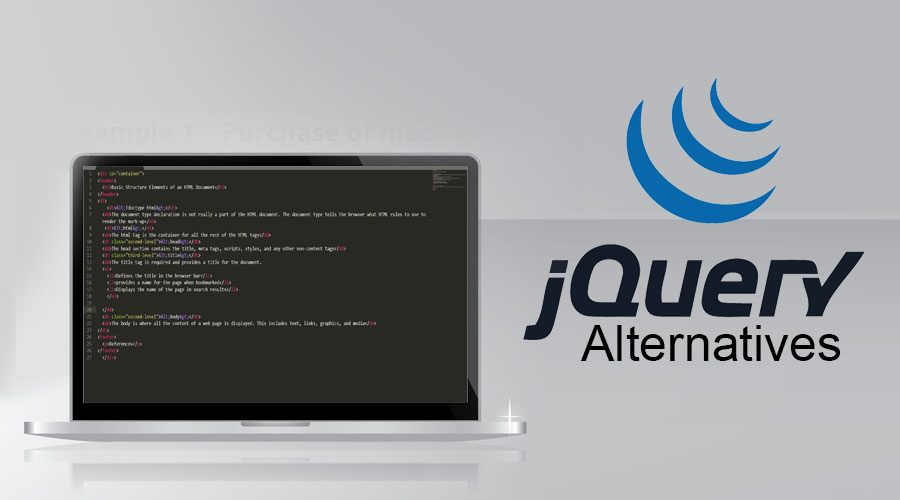 1 – Purchase of
1 <div id="container">
2 <header>
3 <h1>Basic Structure Elements of an HTML Document</h1>
4 </header>
5 <dl>
6 <dt>&lt;!doctype html&gt;</dt>
7 <dd>The document type declaration is not really a part of the HTML document. The document type tells the browser what HTML rules to use to
render the mark-up</dd>
8 <dt>&lt;html&gt;</dt>
9 <dd>The html tag is the container for all the rest of the HTML tags</dd>
10 <dt class="second-level">&lt;head&gt;</dt>
11 <dd>The head section contains the title, meta tags, scripts, styles, and any other non-content tags</dd>
12 <dt class="third-level">&lt;title&gt;</dt>
13 <dd>The title tag is required and provides a title for the document.
14 <ul>
15 <li>Defines the title in the browser bar</li>
16 <li>provides a name for the page when bookmarked</li>
17 <li>Displays the name of the page in search results</li>
18 </ul>
19
20 </dd>
21 <dt class="second-level">&lt;body&gt;</dt>
22 <dd>The body is where all the content of a web page is displayed. This includes text, links, graphics, and media</dd>
23 </dl>
24 <footer>
25 <p>References</p>
26 </footer>
27 </div>
jQuery
Alternatives